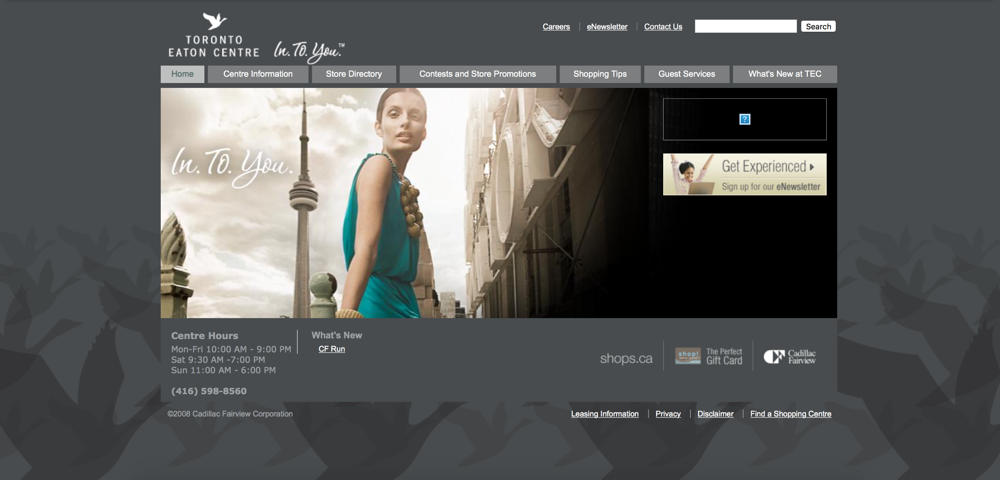 TORONTO
EATON CENTRE
In. To. You.™
Careers
eNewsletter
Contact Us
Search
Home
Centre Information
Store Directory
Contests and Store Promotions
Shopping Tips
Guest Services
What's New at TEC
In. To. You.
?
Get Experienced
Sign up for our eNewsletter
Centre Hours
Mon-Fri 10:00 AM - 9:00 PM
Sat 9:30 AM -7:00 PM
Sun 11:00 AM - 6:00 PM
(416) 598-8560
What's New
CF Run
shops.ca
shop!
The Perfect
Gift Card
Cadillac
Fairview
©2008 Cadillac Fairview Corporation
Leasing Information
Privacy
Disclaimer
Find a Shopping Centre